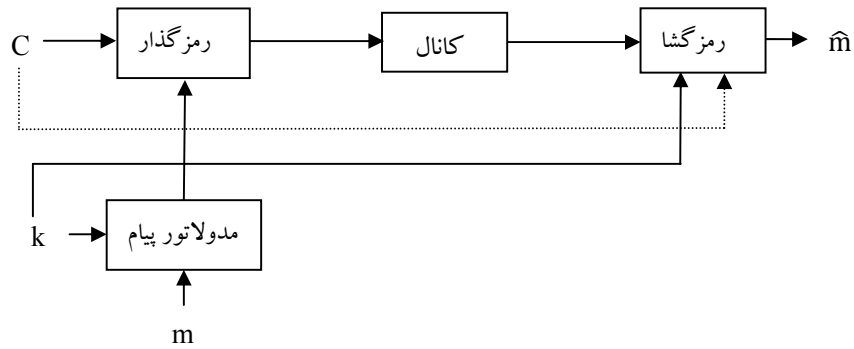 C
رمزگذار
کانال
رمزگشا
m̂
k
مدولاتور پیام
m